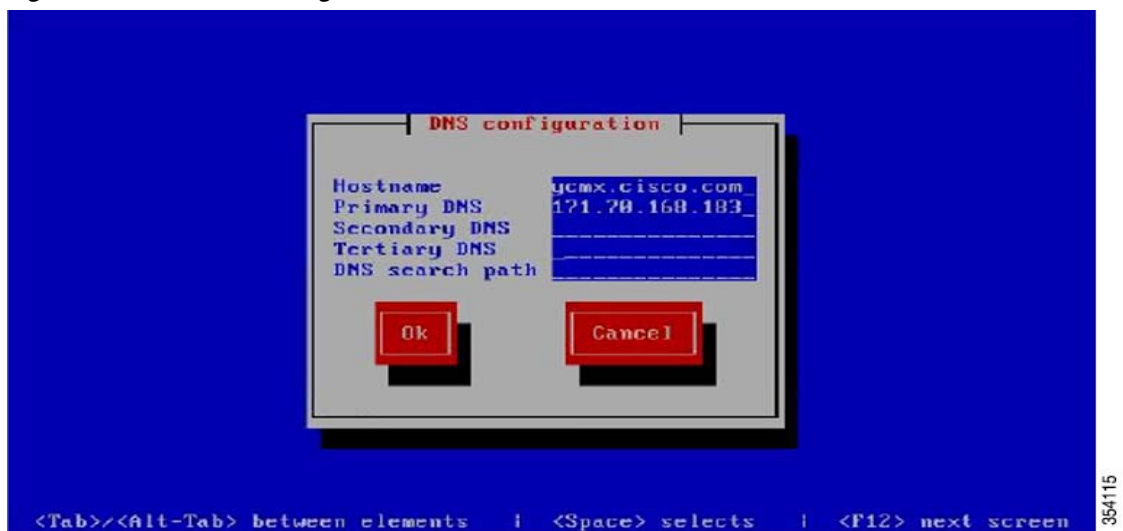 DNS configuration
Hostname ycmx.cisco.com_
Primary DNS 171.70.168.183_
Secondary DNS
Tertiary DNS
DNS search path
Ok Cancel
<Tab>/<Alt-Tab> between elements | <Space> selects | <F12> next screen
354115